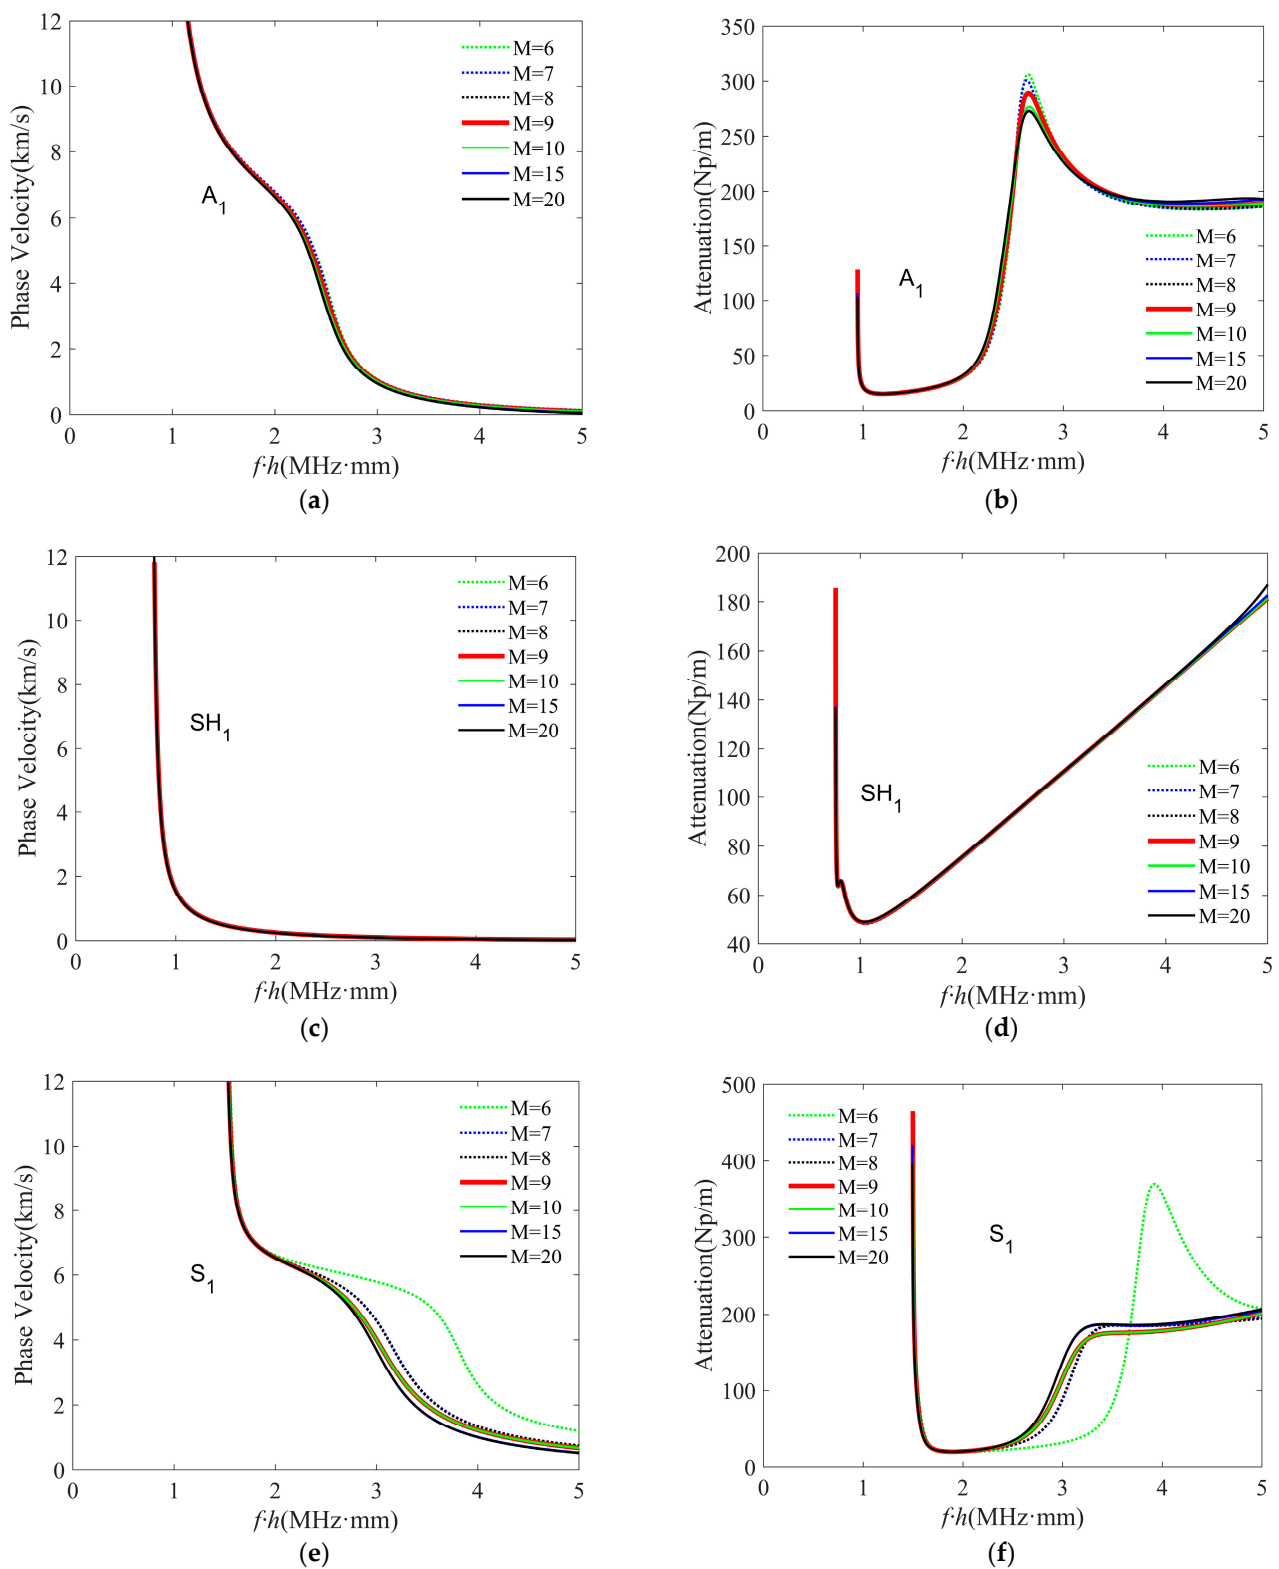 12
10
8
6
4
2
0
Phase Velocity(km/s)
M=6
M=7
M=8
M=9
M=10
M=15
M=20
A1
0 1 2 3 4 5
f·h(MHz·mm)
(a)
350
300
250
200
150
100
50
0
Attenuation(Np/m)
A1
M=6
M=7
M=8
M=9
M=10
M=15
M=20
0 1 2 3 4 5
f·h(MHz·mm)
(b)
12
10
8
6
4
2
0
Phase Velocity(km/s)
M=6
M=7
M=8
M=9
M=10
M=15
M=20
SH1
0 1 2 3 4 5
f·h(MHz·mm)
(c)
200
180
160
140
120
100
80
60
40
Attenuation(Np/m)
SH1
M=6
M=7
M=8
M=9
M=10
M=15
M=20
0 1 2 3 4 5
f·h(MHz·mm)
(d)
12
10
8
6
4
2
0
Phase Velocity(km/s)
M=6
M=7
M=8
M=9
M=10
M=15
M=20
S1
0 1 2 3 4 5
f·h(MHz·mm)
(e)
500
400
300
200
100
0
Attenuation(Np/m)
M=6
M=7
M=8
M=9
M=10
M=15
M=20
S1
0 1 2 3 4 5
f·h(MHz·mm)
(f)